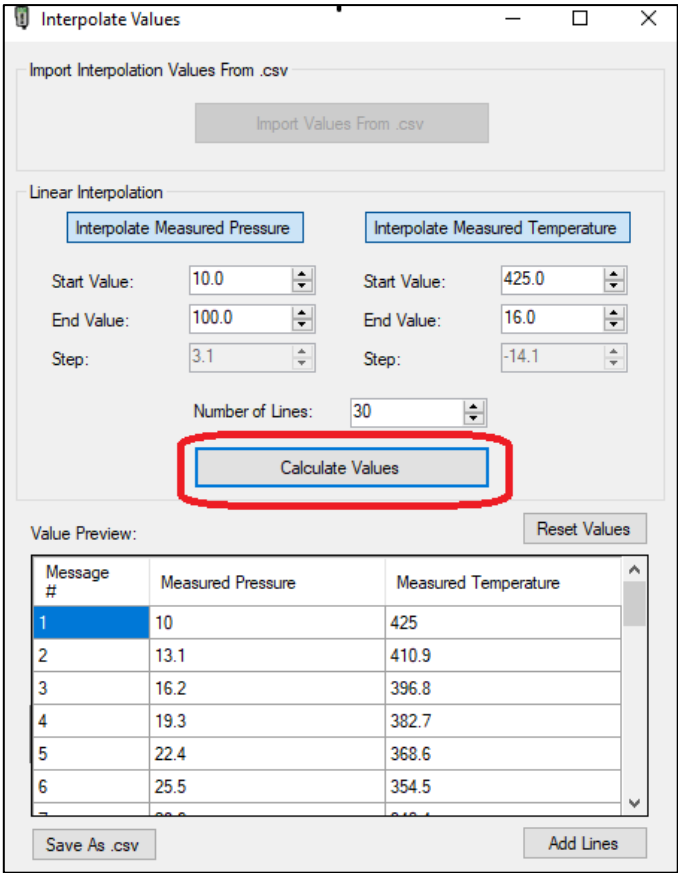 Interpolate Values
Import Interpolation Values From .csv
Import Values From .csv
Linear Interpolation
Interpolate Measured Pressure Interpolate Measured Temperature
Start Value: 10.0 Start Value: 425.0
End Value: 100.0 End Value: 16.0
Step: 3.1 Step: -14.1
Number of Lines: 30
Calculate Values
Value Preview: Reset Values
Message # Measured Pressure Measured Temperature
1 10 425
2 13.1 410.9
3 16.2 396.8
4 19.3 382.7
5 22.4 368.6
6 25.5 354.5
Save As .csv Add Lines